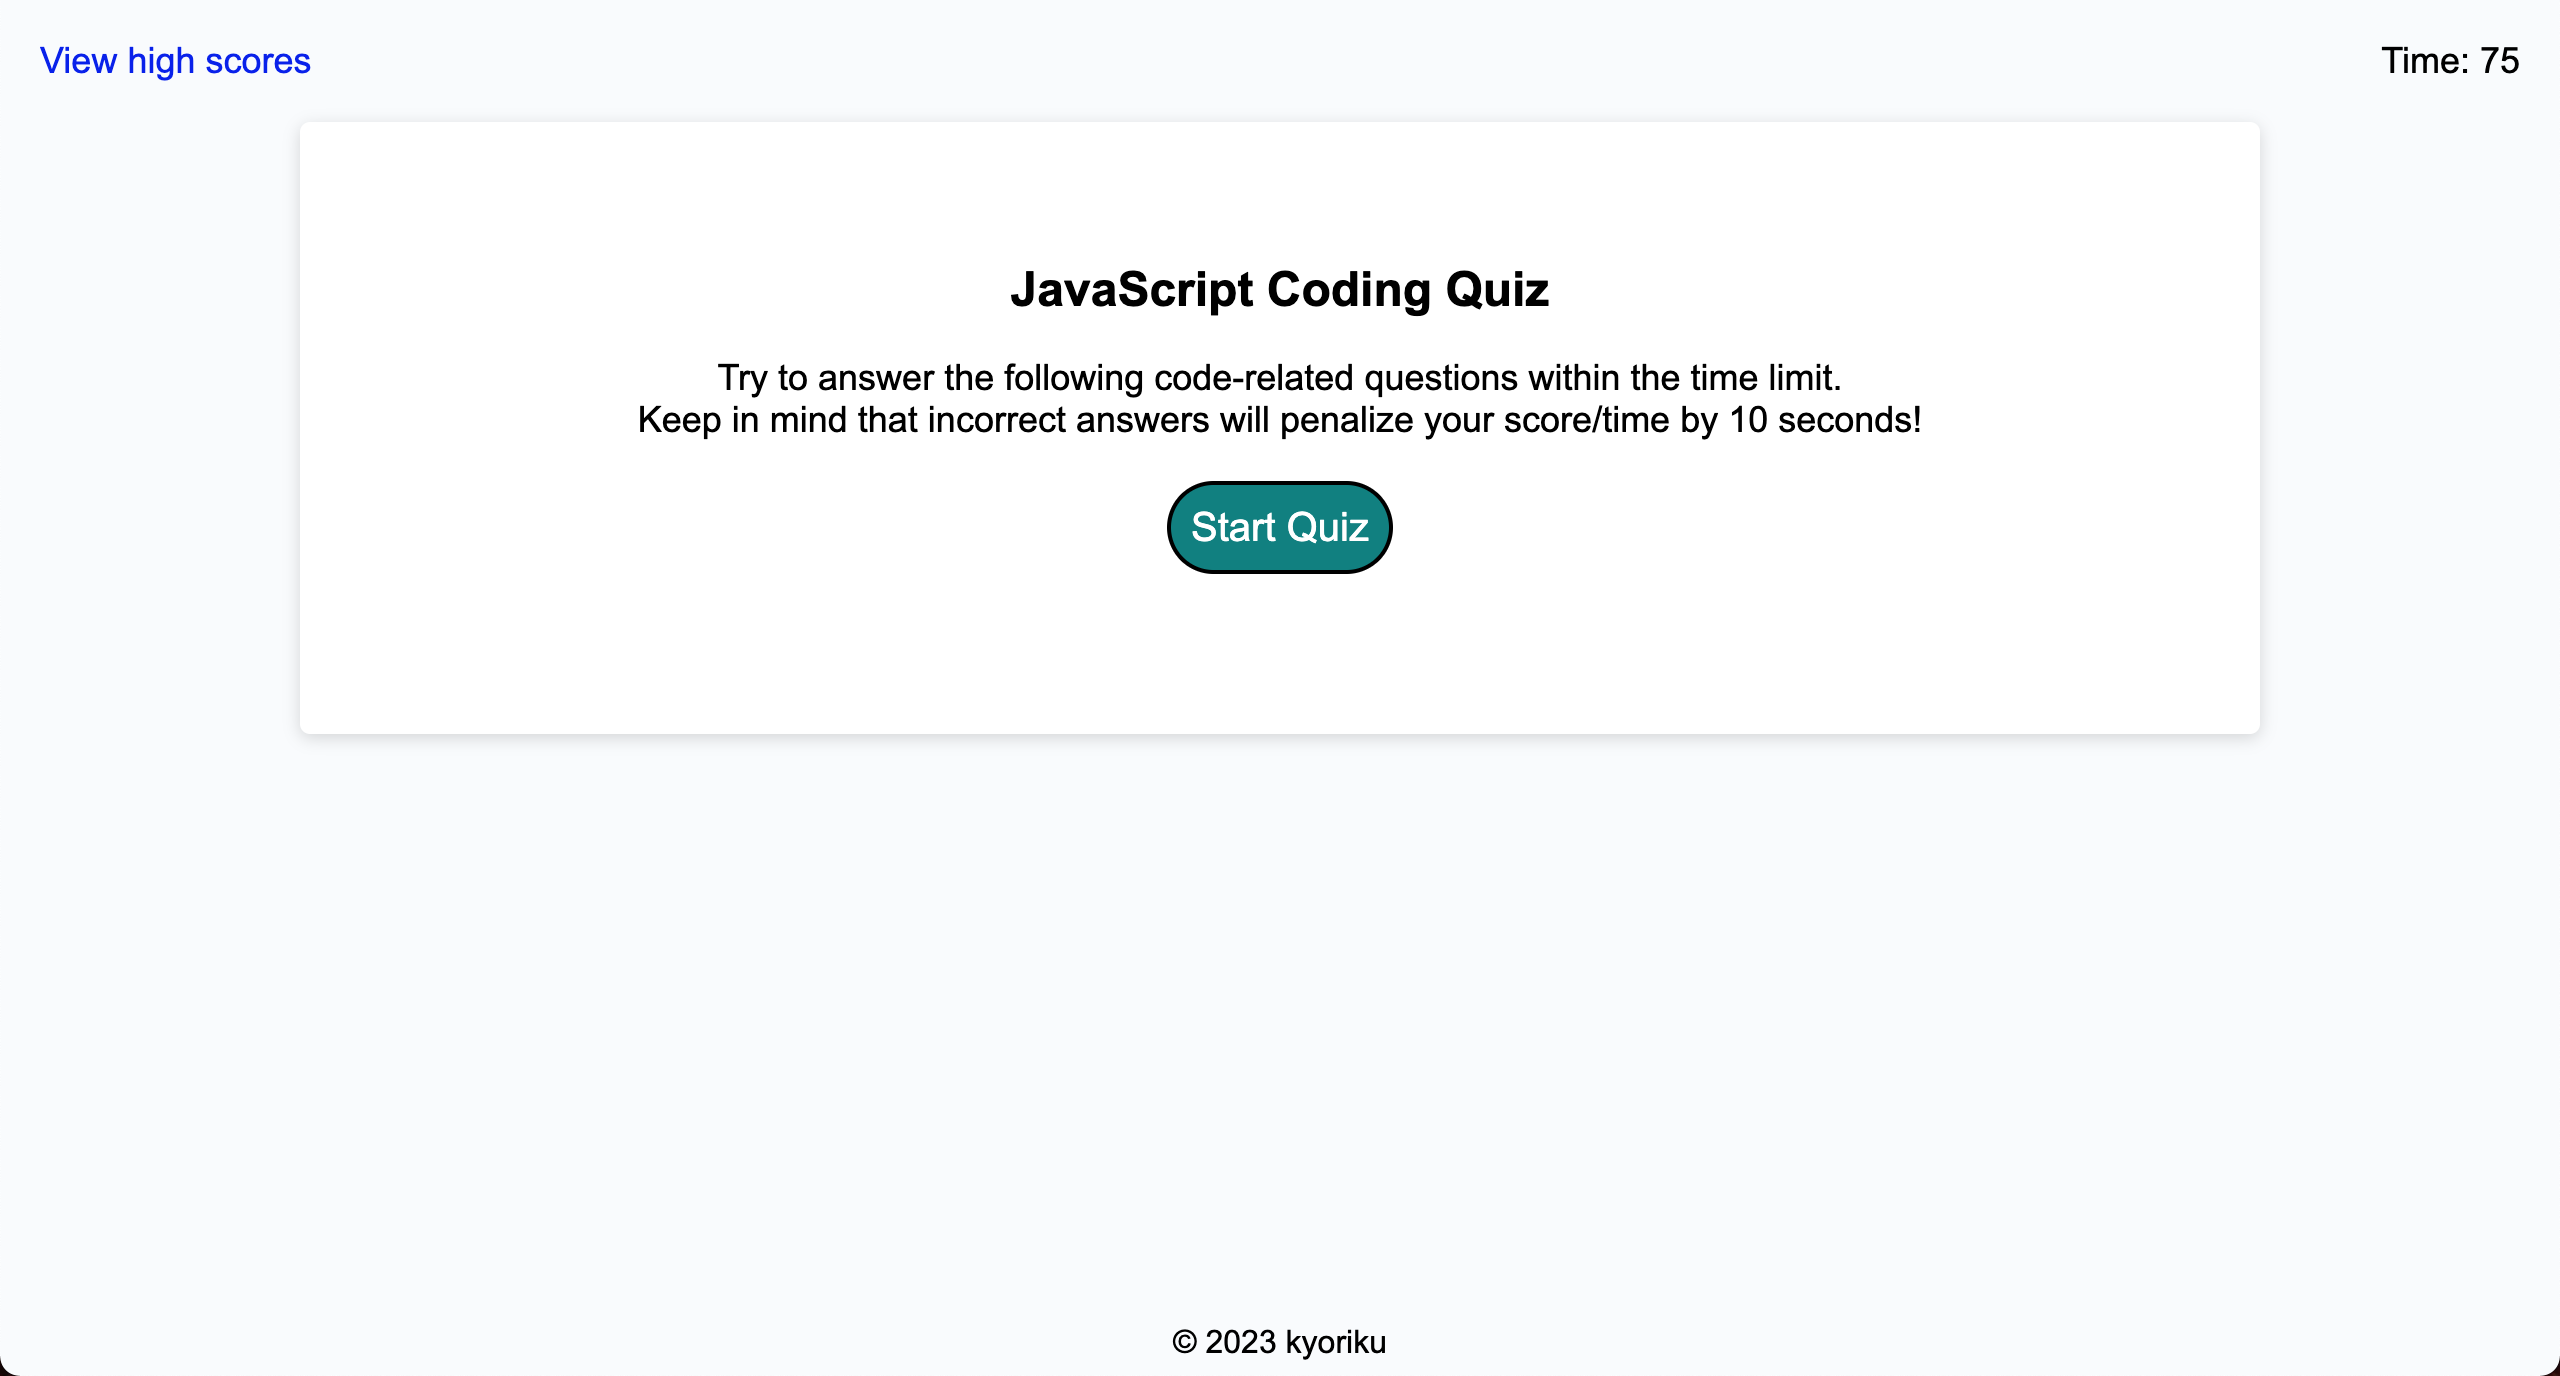 View high scores
Time: 75
JavaScript Coding Quiz
Try to answer the following code-related questions within the time limit.
Keep in mind that incorrect answers will penalize your score/time by 10 seconds!
Start Quiz
© 2023 kyoriku